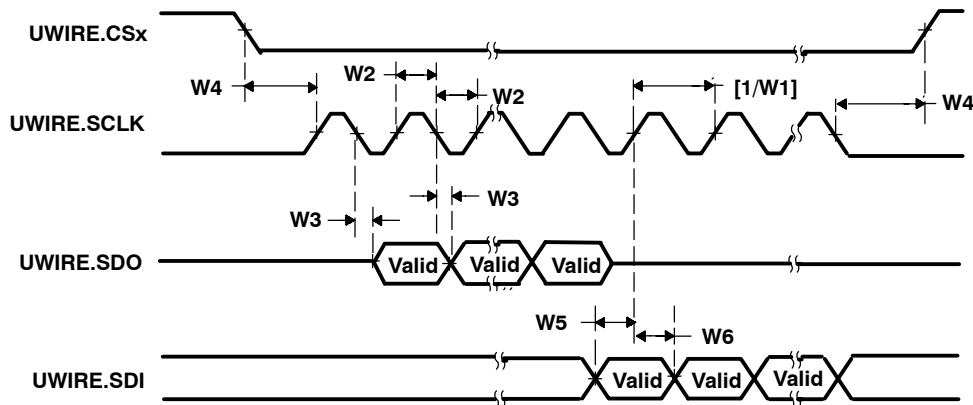 UWIRE.CSx
W4
W2
W2
[1/W1]
W4
UWIRE.SCLK
W3
W3
UWIRE.SDO
Valid
Valid
Valid
W5
W6
UWIRE.SDI
Valid
Valid
Valid